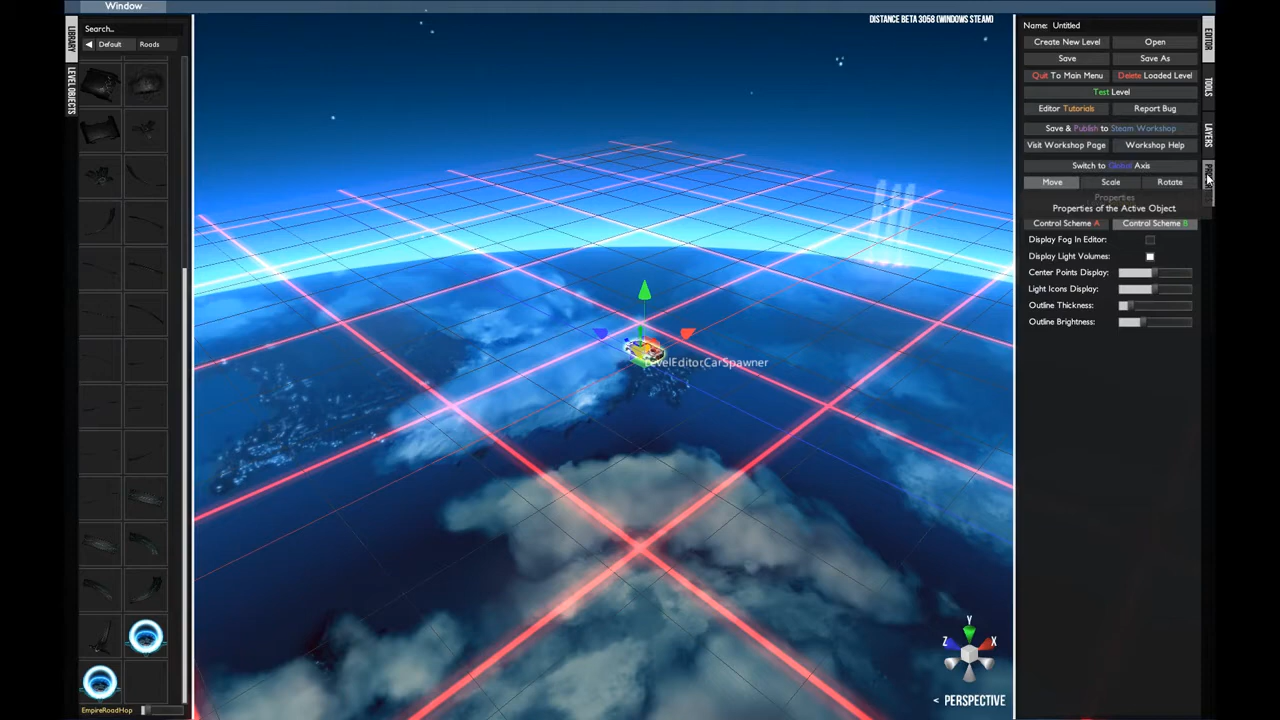 Window
DISTANCE BETA 3058 (WINDOWS STEAM)
LIBRARY
LEVEL OBJECTS
Search...
Default
Roads
EmpireRoadHop
LevelEditorCarSpawner
Y
Z
X
< PERSPECTIVE
Name: Untitled
Create New Level
Open
Save
Save As
Quit To Main Menu
Delete Loaded Level
Test Level
Editor Tutorials
Report Bug
Save & Publish to Steam Workshop
Visit Workshop Page
Workshop Help
Switch to Global Axis
Move
Scale
Rotate
Properties
Properties of the Active Object
Control Scheme A
Control Scheme B
Display Fog In Editor:
Display Light Volumes:
Center Points Display:
Light Icons Display:
Outline Thickness:
Outline Brightness:
EDITOR
TOOLS
LAYERS